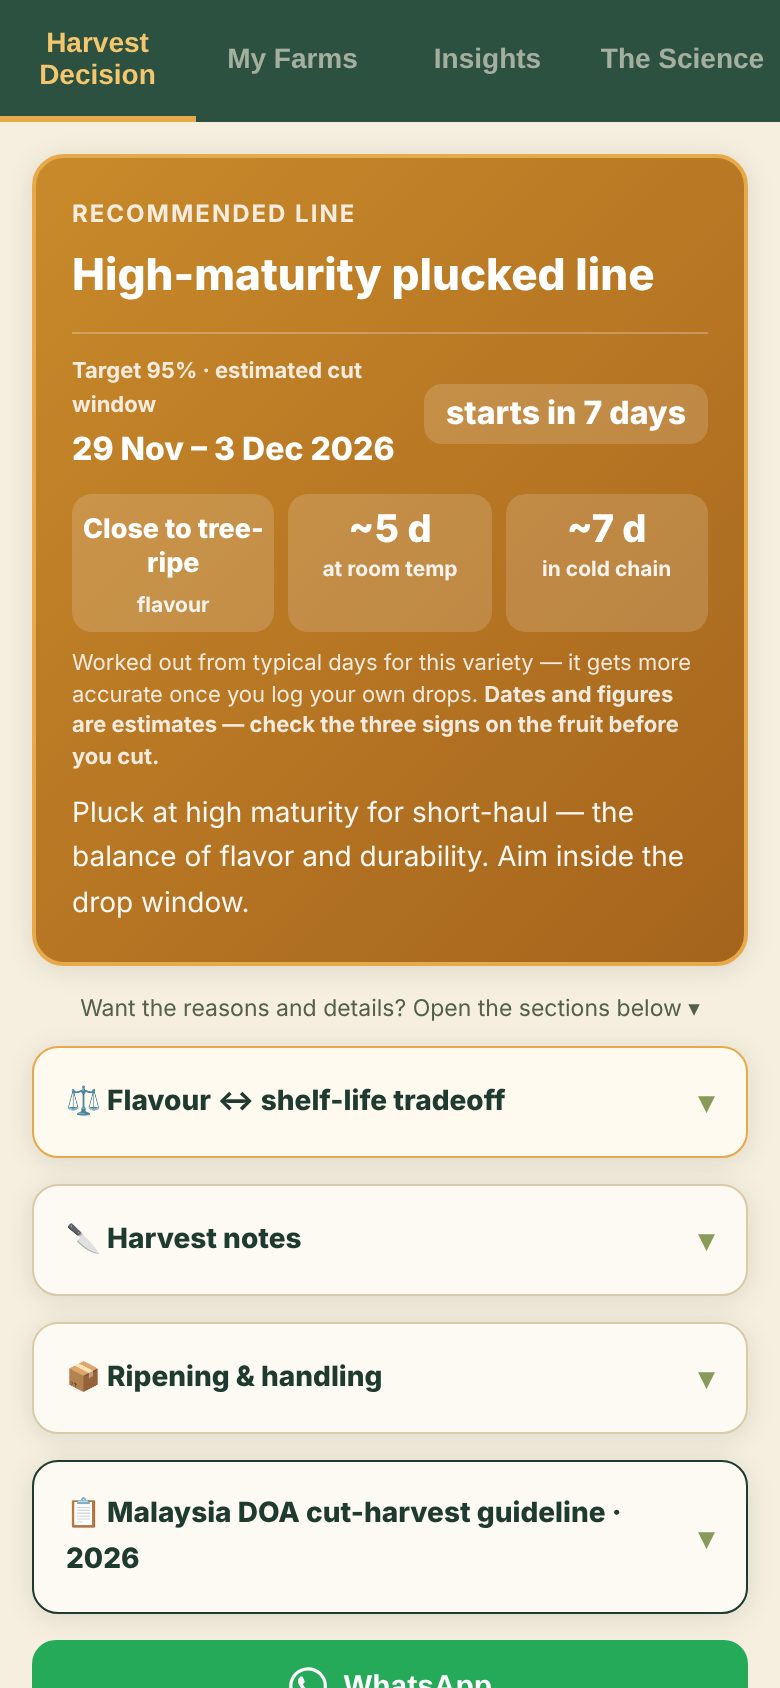 Harvest Decision
My Farms
Insights
The Science
RECOMMENDED LINE
High-maturity plucked line
Target 95% · estimated cut
window
29 Nov – 3 Dec 2026
starts in 7 days
Close to tree-
ripe
flavour
~5 d
at room temp
~7 d
in cold chain
Worked out from typical days for this variety — it gets more
accurate once you log your own drops. Dates and figures
are estimates — check the three signs on the fruit before
you cut.
Pluck at high maturity for short-haul — the
balance of flavor and durability. Aim inside the
drop window.
Want the reasons and details? Open the sections below ▾
⚖️ Flavour ↔ shelf-life tradeoff ▼
🔪 Harvest notes ▼
📦 Ripening & handling ▼
📋 Malaysia DOA cut-harvest guideline ·
2026 ▼
WhatsApp